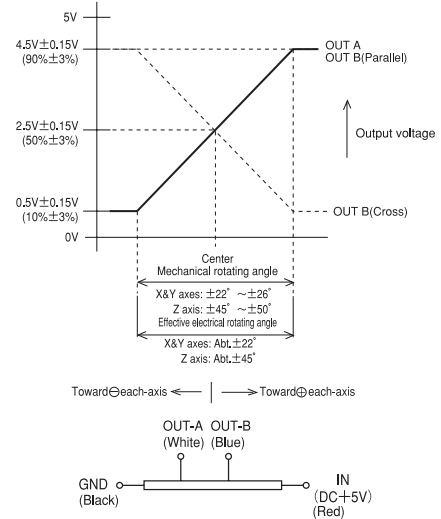 5V
4.5V±0.15V
(90%±3%)
OUT A
OUT B(Parallel)
2.5V±0.15V
(50%±3%)
Output voltage
0.5V±0.15V
(10%±3%)
OUT B(Cross)
0V
Center
Mechanical rotating angle
X&Y axes: ±22° ~±26°
Z axis: ±45° ~±50°
Effective electrical rotating angle
X&Y axes: Abt.±22°
Z axis: Abt.±45°
Toward⊖each-axis
Toward⊕each-axis
OUT-A OUT-B
(White) (Blue)
GND
(Black)
IN
(DC+5V)
(Red)